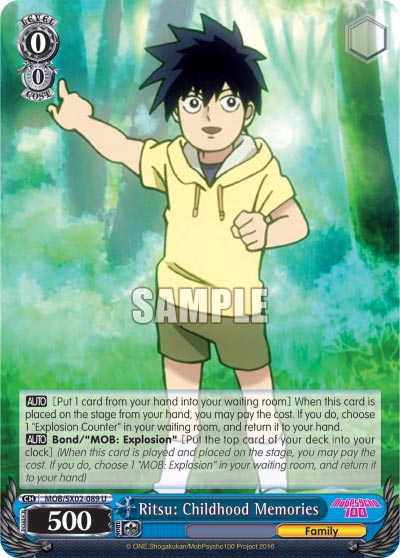 LEVEL
0
0
COST
SAMPLE
AUTO [Put 1 card from your hand into your waiting room] When this card is
placed on the stage from your hand, you may pay the cost. If you do, choose
1 "Explosion Counter" in your waiting room, and return it to your hand.
AUTO Bond/"MOB: Explosion" [Put the top card of your deck into your
clock] (When this card is played and placed on the stage, you may pay the
cost. If you do, choose 1 "MOB: Explosion" in your waiting room, and return
it to your hand)
CH MOB/SX02-089 U
POWER 500
Ritsu: Childhood Memories
MobPsycho
100
Family
© ONE,Shogakukan/MobPsycho100 Project 2016